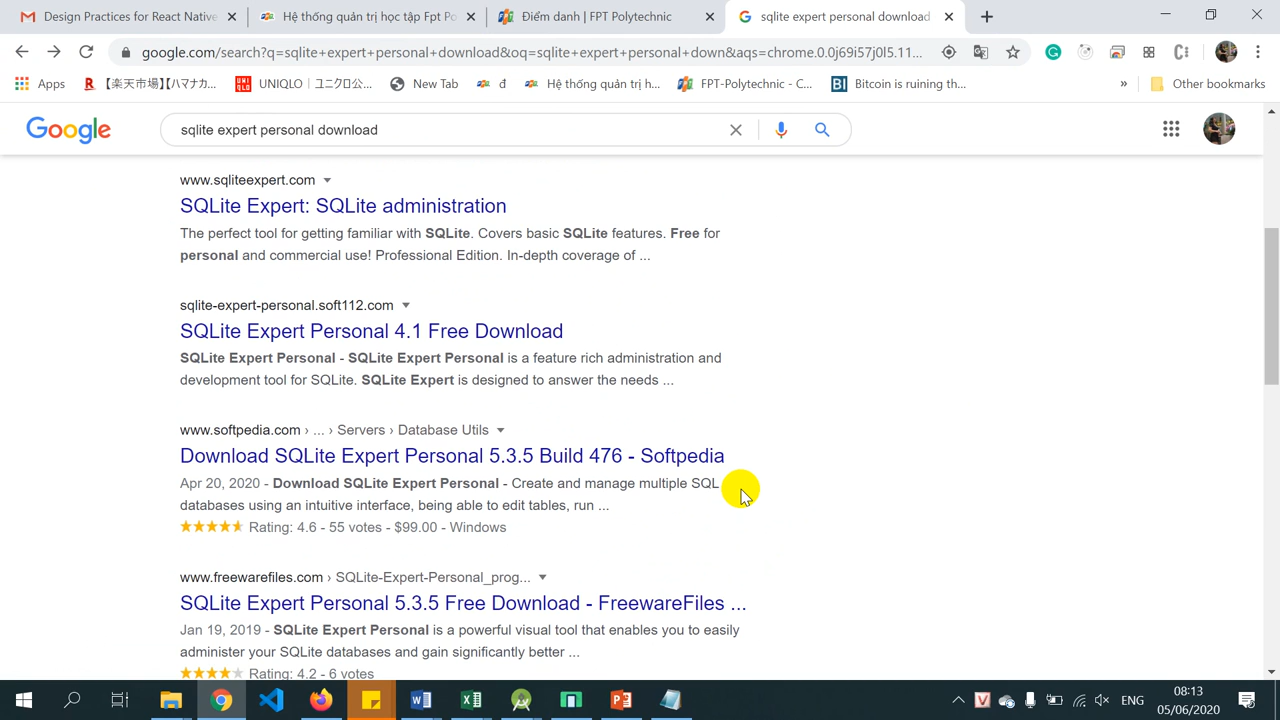 Design Practices for React Native
Hệ thống quản trị học tập Fpt Po
Điểm danh | FPT Polytechnic
sqlite expert personal download
google.com/search?q=sqlite+expert+personal+download&oq=sqlite+expert+personal+down&aqs=chrome.0.0j69i57j0l5.11...
Apps
【楽天市場】【ハマナカ...
UNIQLO｜ユニクロ公...
New Tab
đ
Hệ thống quản trị h...
FPT-Polytechnic - C...
Bitcoin is ruining th...
»
Other bookmarks
Google
sqlite expert personal download
www.sqliteexpert.com
SQLite Expert: SQLite administration
The perfect tool for getting familiar with SQLite. Covers basic SQLite features. Free for
personal and commercial use! Professional Edition. In-depth coverage of ...
sqlite-expert-personal.soft112.com
SQLite Expert Personal 4.1 Free Download
SQLite Expert Personal - SQLite Expert Personal is a feature rich administration and
development tool for SQLite. SQLite Expert is designed to answer the needs ...
www.softpedia.com › ... › Servers › Database Utils
Download SQLite Expert Personal 5.3.5 Build 476 - Softpedia
Apr 20, 2020 - Download SQLite Expert Personal - Create and manage multiple SQL
databases using an intuitive interface, being able to edit tables, run ...
Rating: 4.6 - 55 votes - $99.00 - Windows
www.freewarefiles.com › SQLite-Expert-Personal_prog...
SQLite Expert Personal 5.3.5 Free Download - FreewareFiles ...
Jan 19, 2019 - SQLite Expert Personal is a powerful visual tool that enables you to easily
administer your SQLite databases and gain significantly better ...
Rating: 4.2 - 6 votes
ENG
08:13
05/06/2020